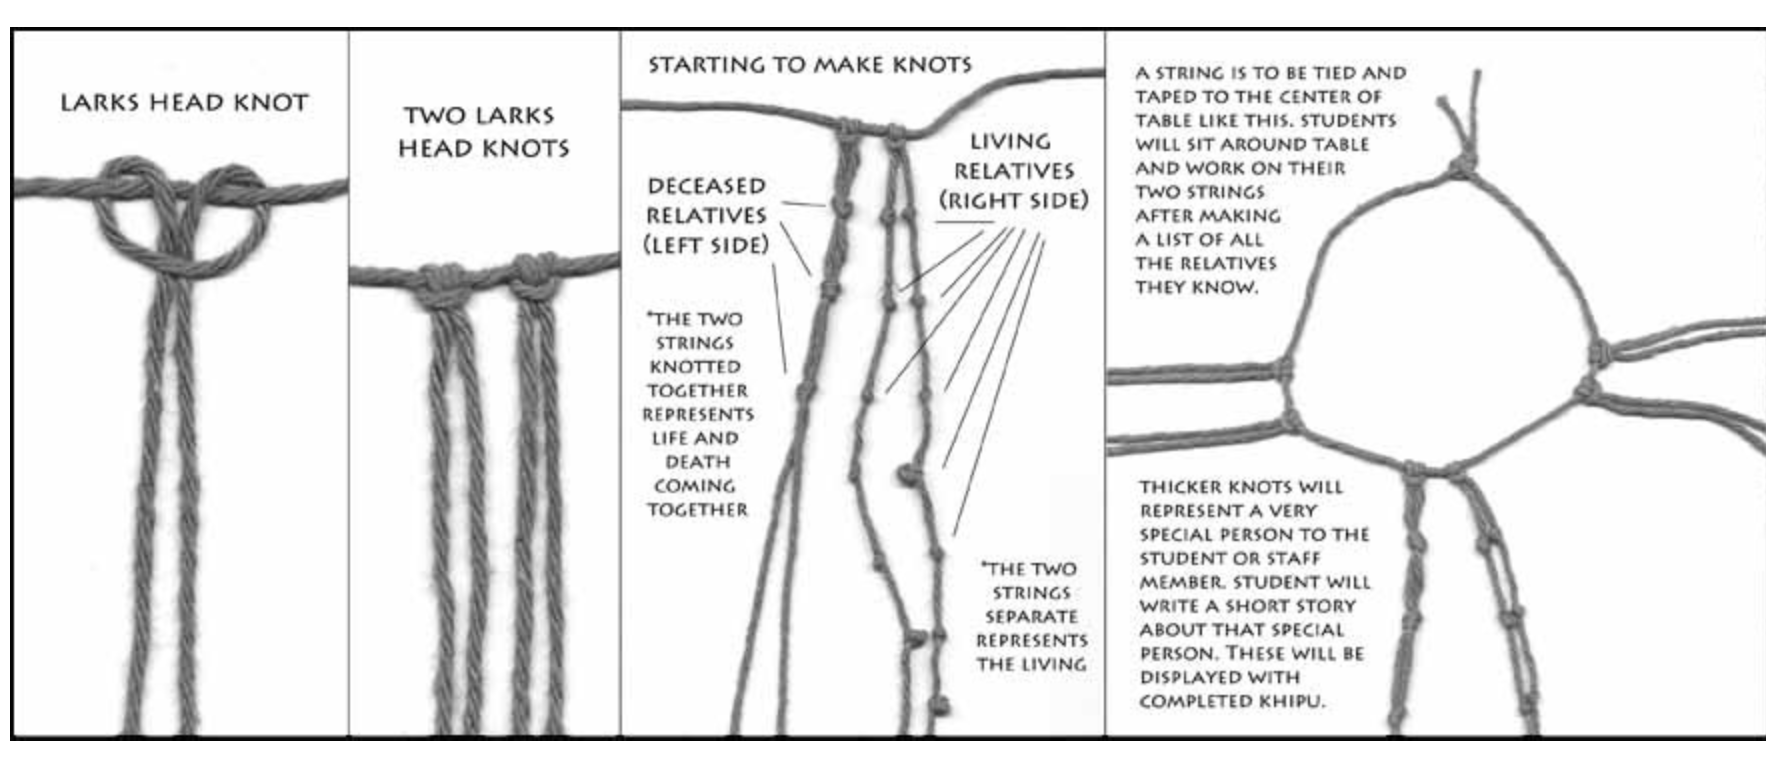 LARKS HEAD KNOT
TWO LARKS
HEAD KNOTS
STARTING TO MAKE KNOTS
DECEASED
RELATIVES
(LEFT SIDE)
LIVING
RELATIVES
(RIGHT SIDE)
*THE TWO
STRINGS
KNOTTED
TOGETHER
REPRESENTS
LIFE AND
DEATH
COMING
TOGETHER
*THE TWO
STRINGS
SEPARATE
REPRESENTS
THE LIVING
A STRING IS TO BE TIED AND
TAPED TO THE CENTER OF
TABLE LIKE THIS. STUDENTS
WILL SIT AROUND TABLE
AND WORK ON THEIR
TWO STRINGS
AFTER MAKING
A LIST OF ALL
THE RELATIVES
THEY KNOW.
THICKER KNOTS WILL
REPRESENT A VERY
SPECIAL PERSON TO THE
STUDENT OR STAFF
MEMBER. STUDENT WILL
WRITE A SHORT STORY
ABOUT THAT SPECIAL
PERSON. THESE WILL BE
DISPLAYED WITH
COMPLETED KHIPU.